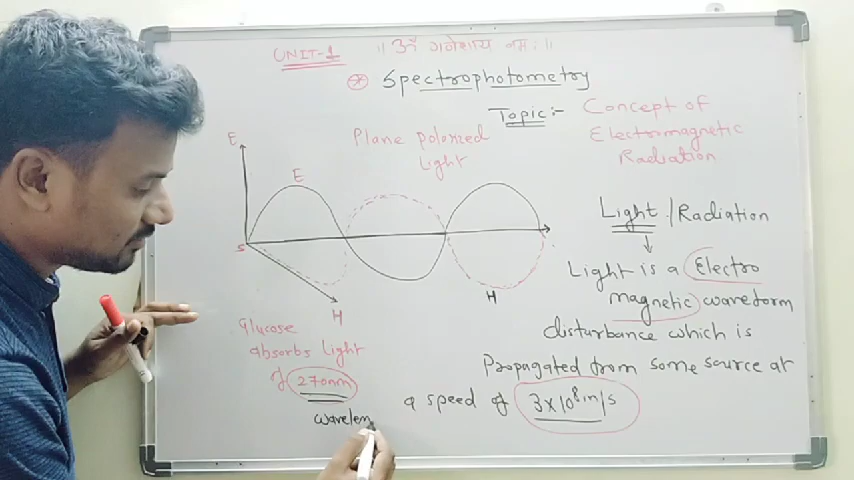 UNIT-1 ॥ ॐ गणेशाय नमः ॥
Spectrophotometry
Topic:- Concept of
Electromagnetic
Radiation
Plane polarized
Light
E
E
S
H
H
Light / Radiation
Light is a Electro
magnetic waveform
disturbance which is
Propagated from some source at
a speed of 3x10⁸m/s
Glucose
absorbs light
of 270nm
wavelen